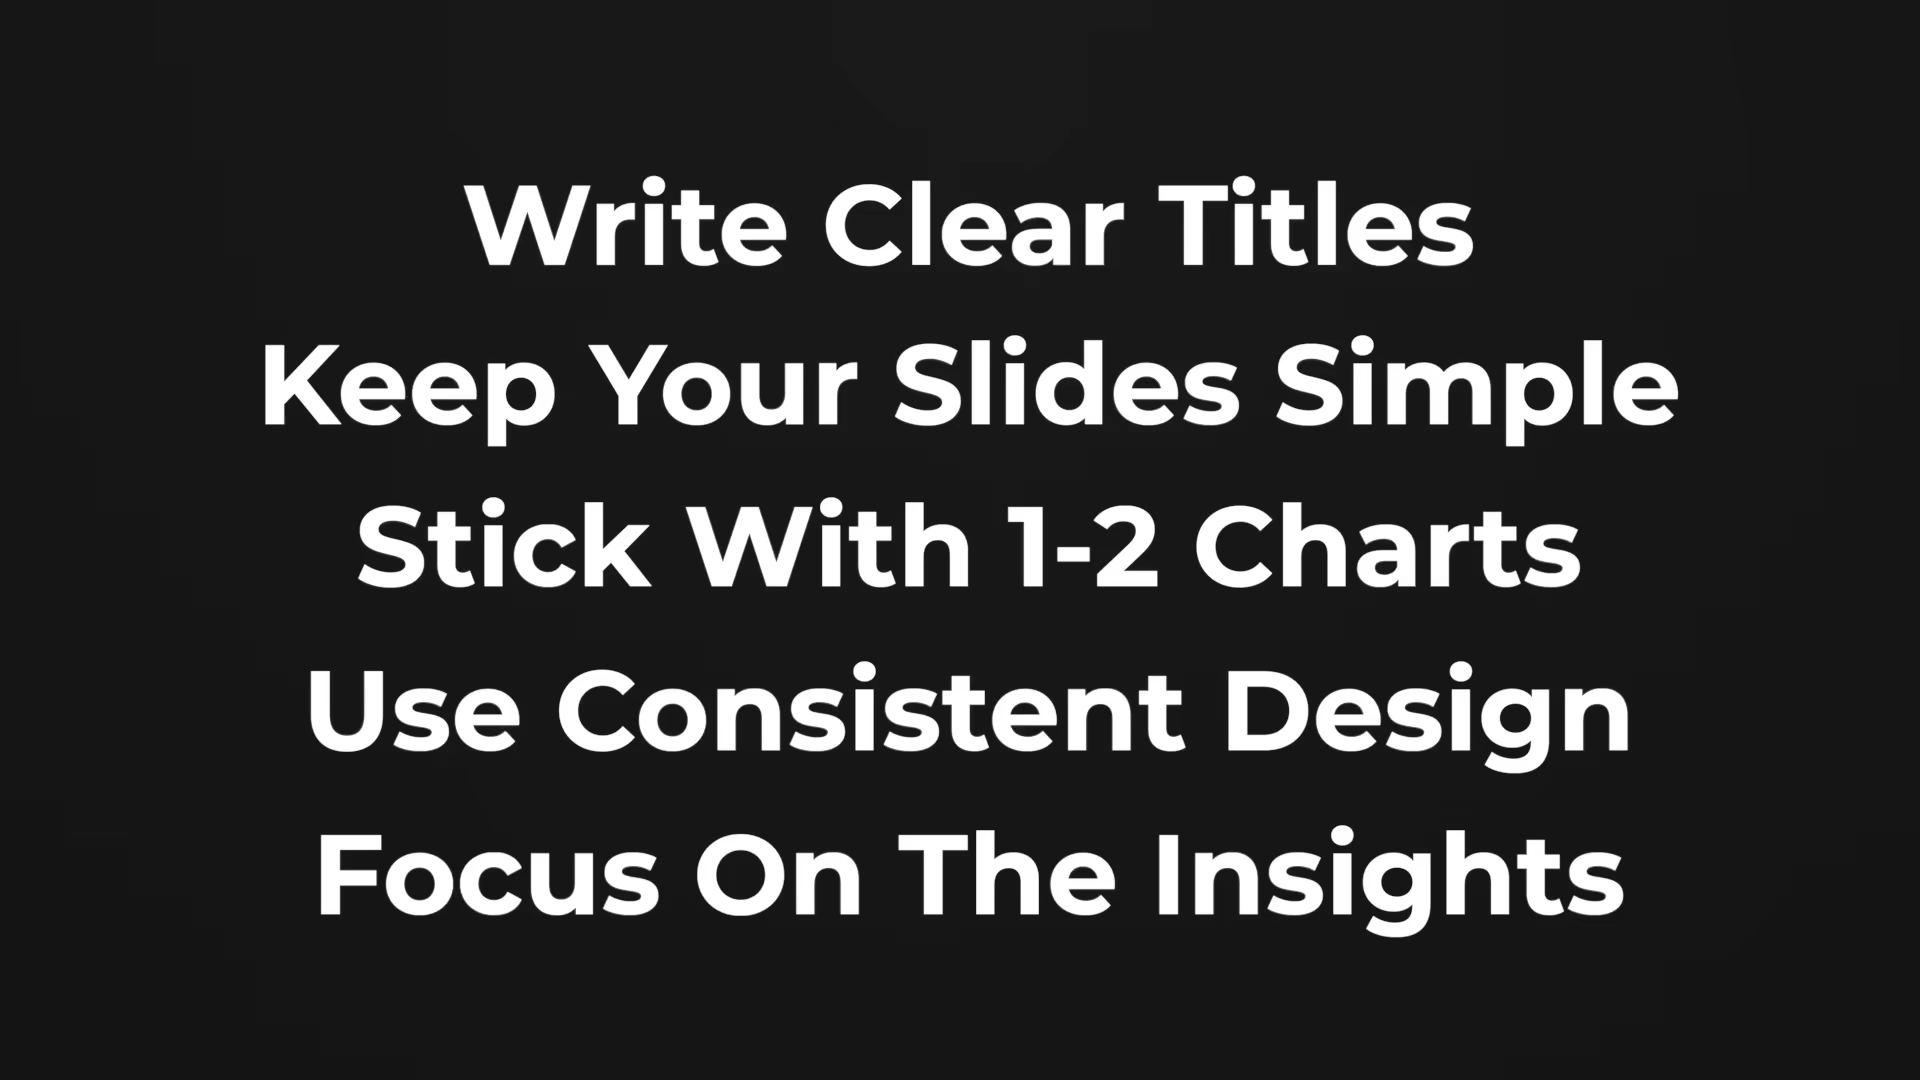 Write Clear Titles
Keep Your Slides Simple
Stick With 1-2 Charts
Use Consistent Design
Focus On The Insights